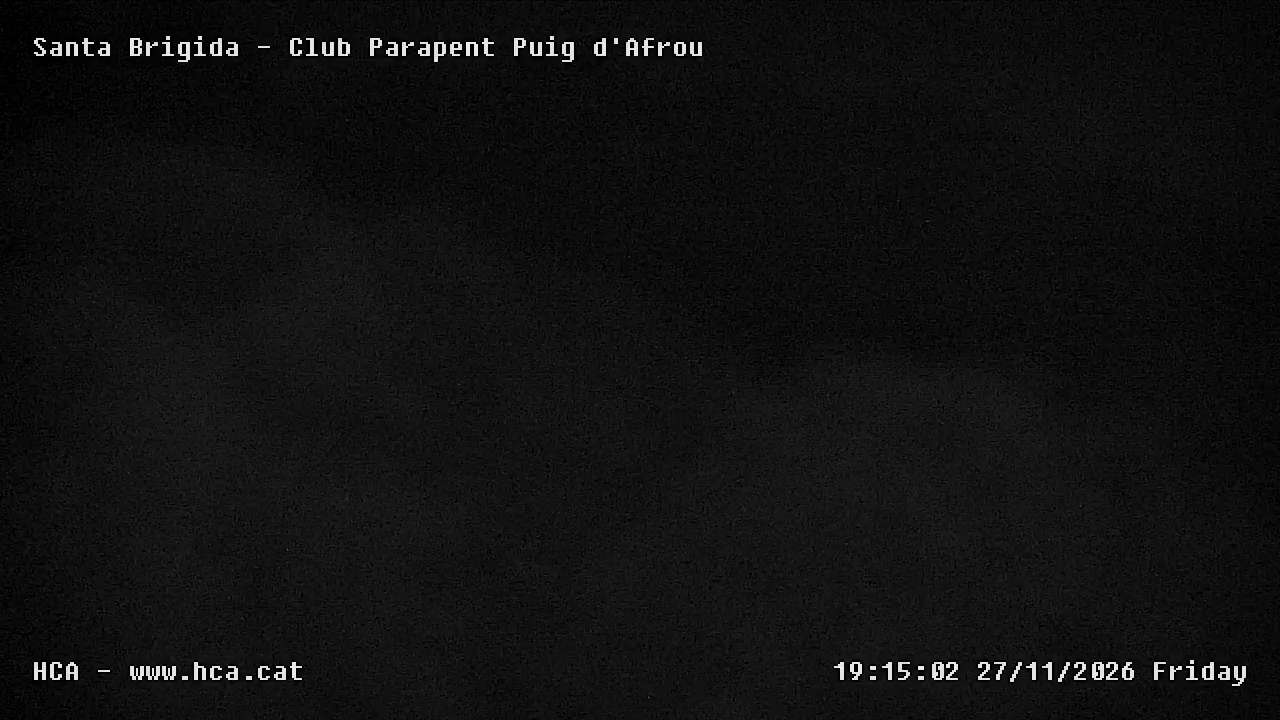 Santa Brigida - Club Parapent Puig d'Afrou
HCA - www.hca.cat
19:15:02 27/11/2026 Friday